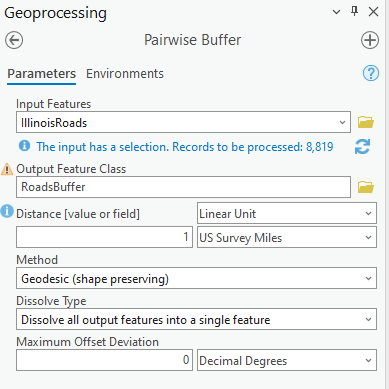 Geoprocessing
Pairwise Buffer
Parameters Environments
Input Features
IllinoisRoads
The input has a selection. Records to be processed: 8,819
Output Feature Class
RoadsBuffer
Distance [value or field] Linear Unit
1 US Survey Miles
Method
Geodesic (shape preserving)
Dissolve Type
Dissolve all output features into a single feature
Maximum Offset Deviation
0 Decimal Degrees